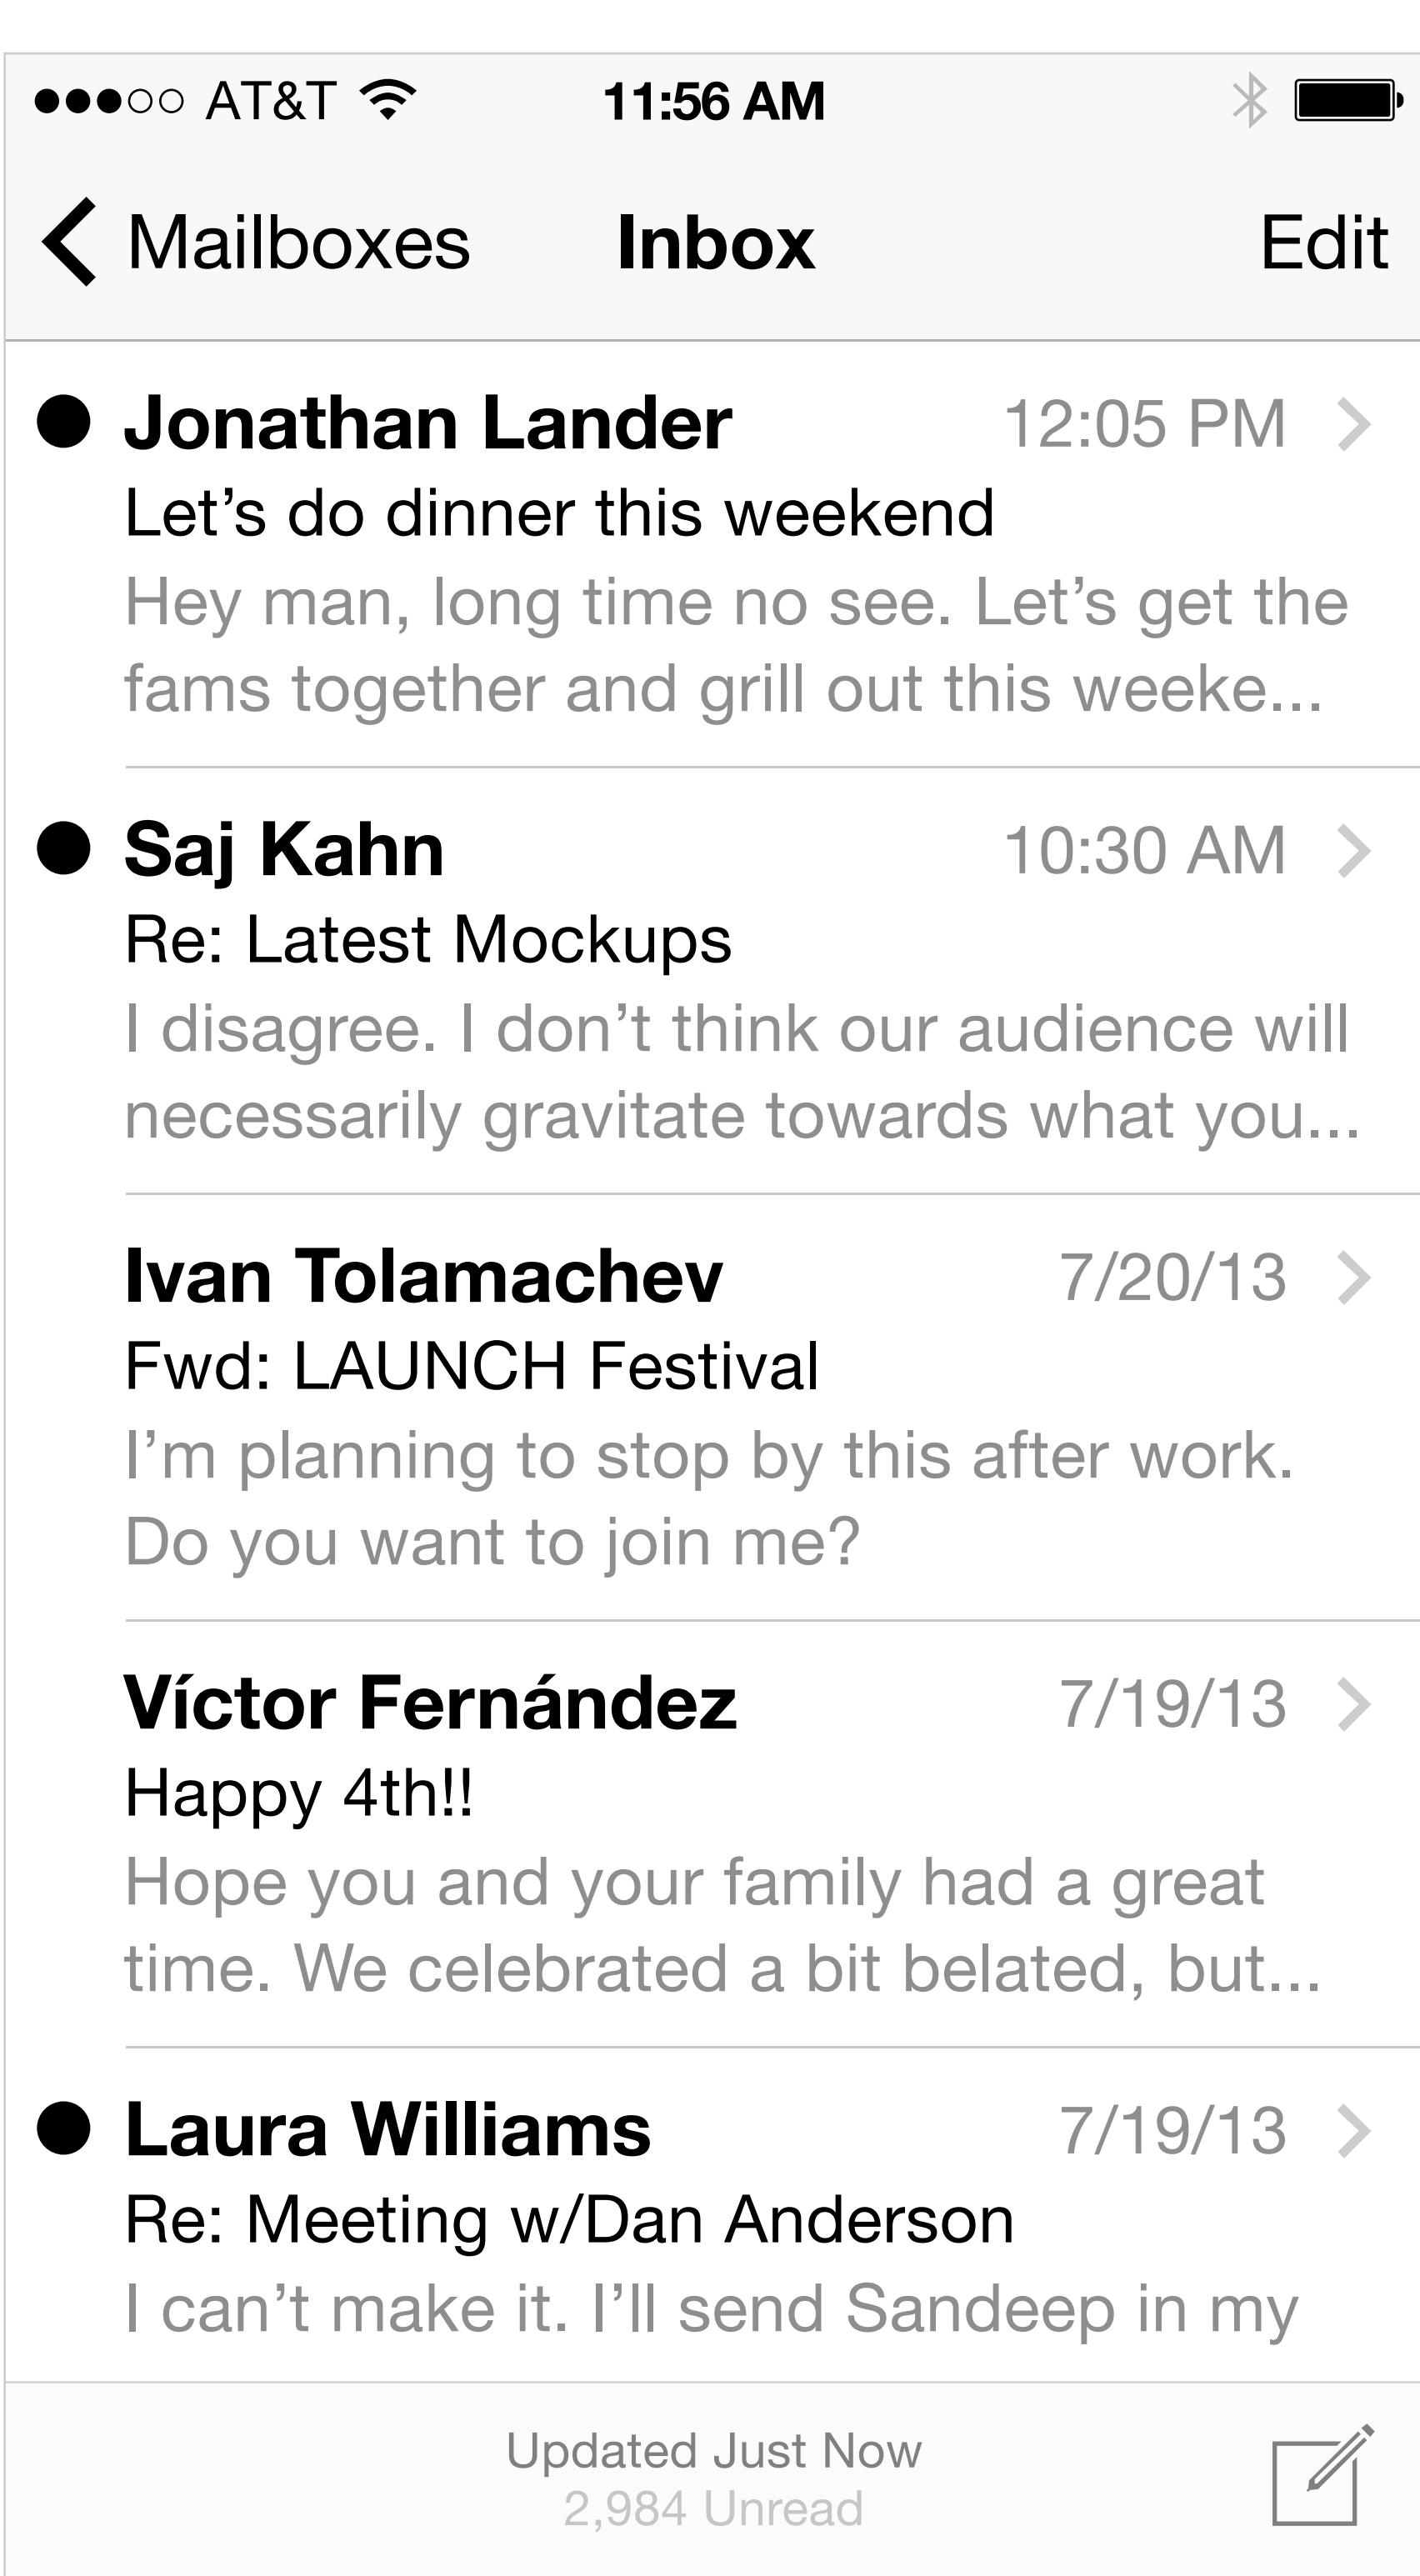 AT&T 11:56 AM
Mailboxes Inbox Edit
Jonathan Lander 12:05 PM
Let’s do dinner this weekend
Hey man, long time no see. Let’s get the
fams together and grill out this weeke...
Saj Kahn 10:30 AM
Re: Latest Mockups
I disagree. I don’t think our audience will
necessarily gravitate towards what you...
Ivan Tolamachev 7/20/13
Fwd: LAUNCH Festival
I’m planning to stop by this after work.
Do you want to join me?
Víctor Fernández 7/19/13
Happy 4th!!
Hope you and your family had a great
time. We celebrated a bit belated, but...
Laura Williams 7/19/13
Re: Meeting w/Dan Anderson
I can’t make it. I’ll send Sandeep in my
Updated Just Now
2,984 Unread